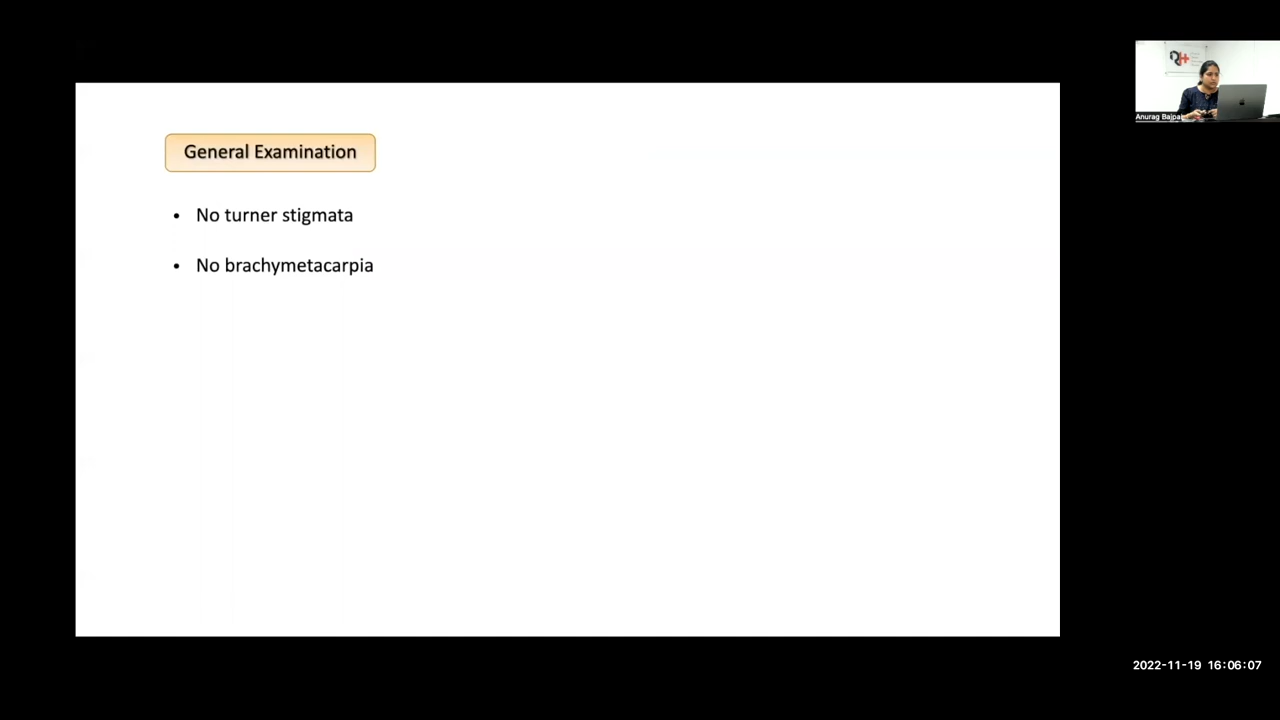 General Examination
• No turner stigmata
• No brachymetacarpia
Anurag Bajpai
2022-11-19 16:06:07